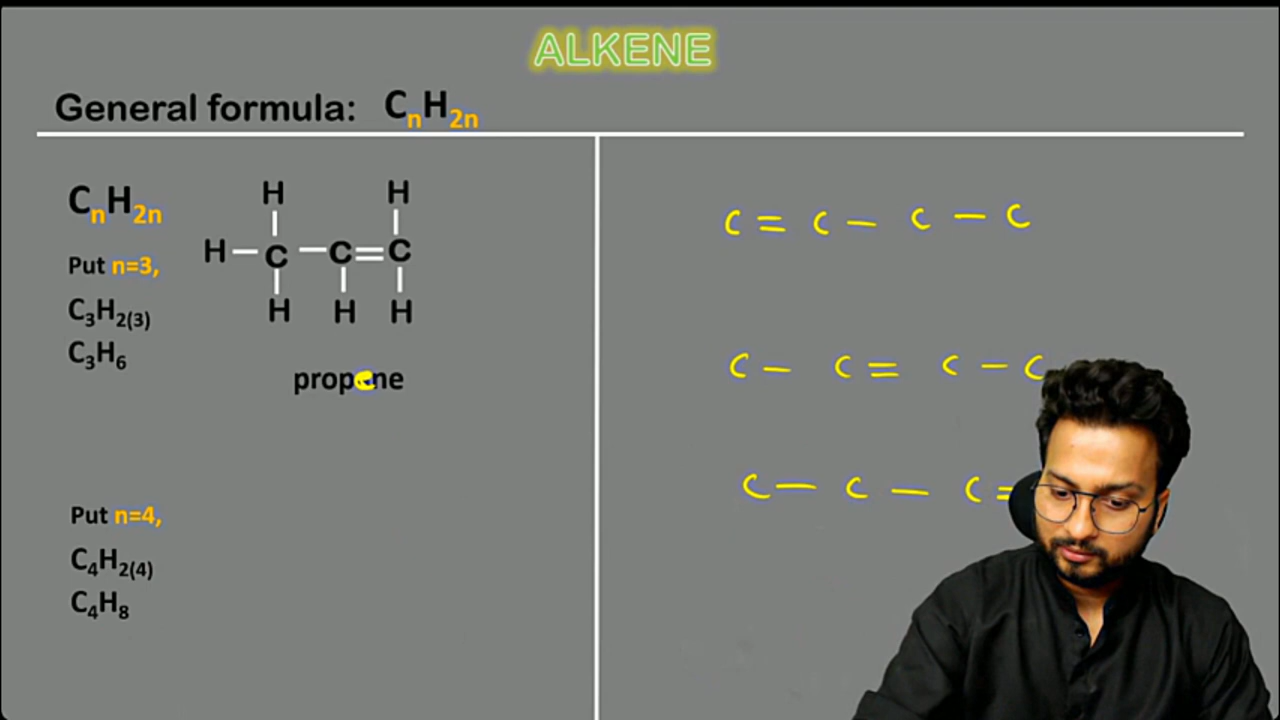 ALKENE
General formula: CₙH₂ₙ
CₙH₂ₙ
Put n=3,
C₃H₂₍₃₎
C₃H₆
H H
H — C — C = C
H H H
propene
Put n=4,
C₄H₂₍₄₎
C₄H₈
C = C — C — C
C — C = C — C
C — C — C =